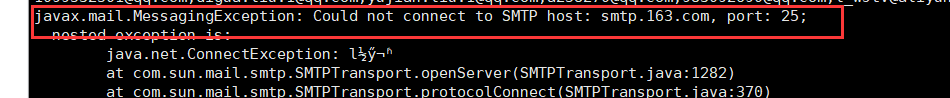 javax.mail.MessagingException: Could not connect to SMTP host: smtp.163.com, port: 25;
nested exception is:
java.net.ConnectException:
at com.sun.mail.smtp.SMTPTransport.openServer(SMTPTransport.java:1282)
at com.sun.mail.smtp.SMTPTransport.protocolConnect(SMTPTransport.java:370)